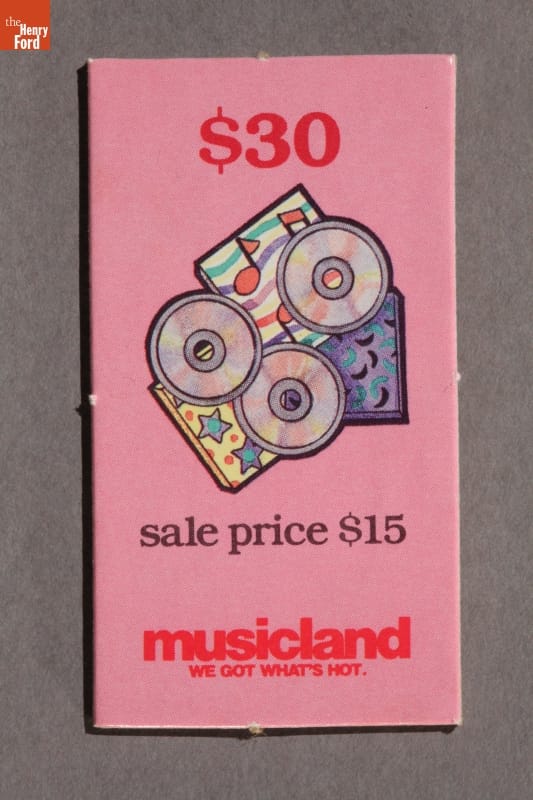 the
Henry
Ford
$30
sale price $15
musicland
WE GOT WHAT'S HOT.